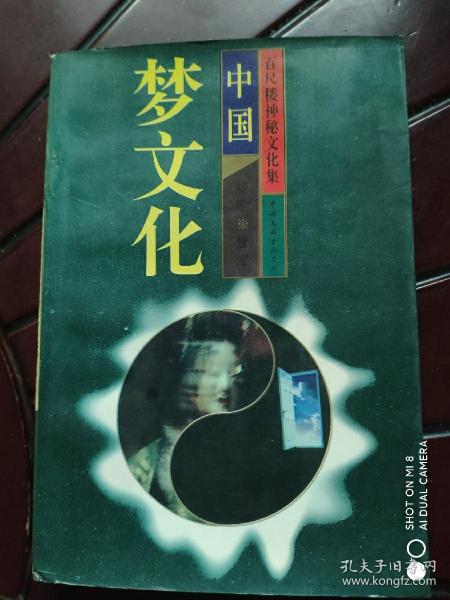 百尺楼神秘文化集
中国
梦文化
SHOT ON MI 8
AI DUAL CAMERA
孔夫子旧书网
www.kongfz.com